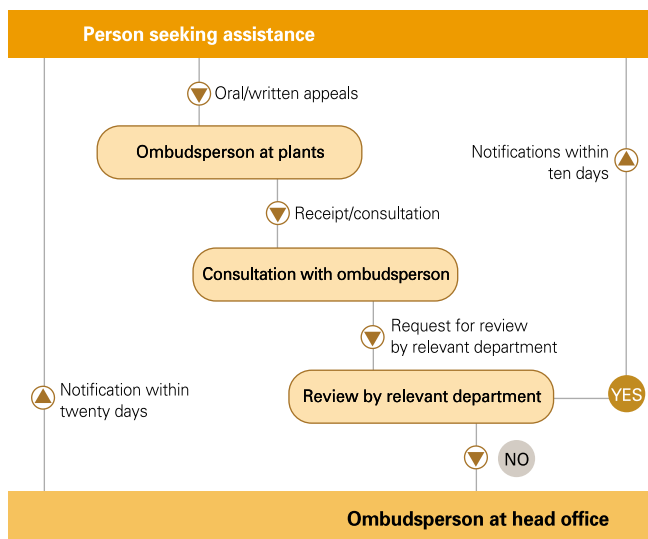 Person seeking assistance
Oral/written appeals
Ombudsperson at plants
Notifications within
ten days
Receipt/consultation
Consultation with ombudsperson
Request for review
by relevant department
Notification within
twenty days
Review by relevant department
YES
NO
Ombudsperson at head office